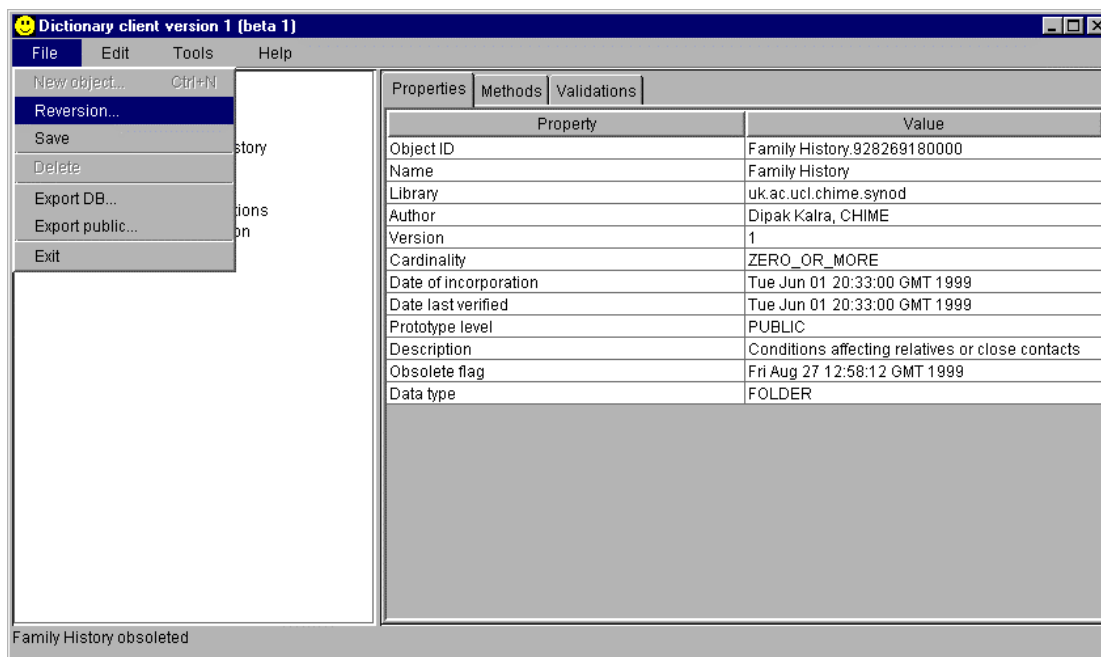 Dictionary client version 1 (beta 1)
File Edit Tools Help
New object... Ctrl+N
Reversion...
Save
Delete
Export DB...
Export public...
Exit
story
tions
on
Properties Methods Validations
Property Value
Object ID Family History.928269180000
Name Family History
Library uk.ac.ucl.chime.synod
Author Dipak Kalra, CHIME
Version 1
Cardinality ZERO_OR_MORE
Date of incorporation Tue Jun 01 20:33:00 GMT 1999
Date last verified Tue Jun 01 20:33:00 GMT 1999
Prototype level PUBLIC
Description Conditions affecting relatives or close contacts
Obsolete flag Fri Aug 27 12:58:12 GMT 1999
Data type FOLDER
Family History obsoleted